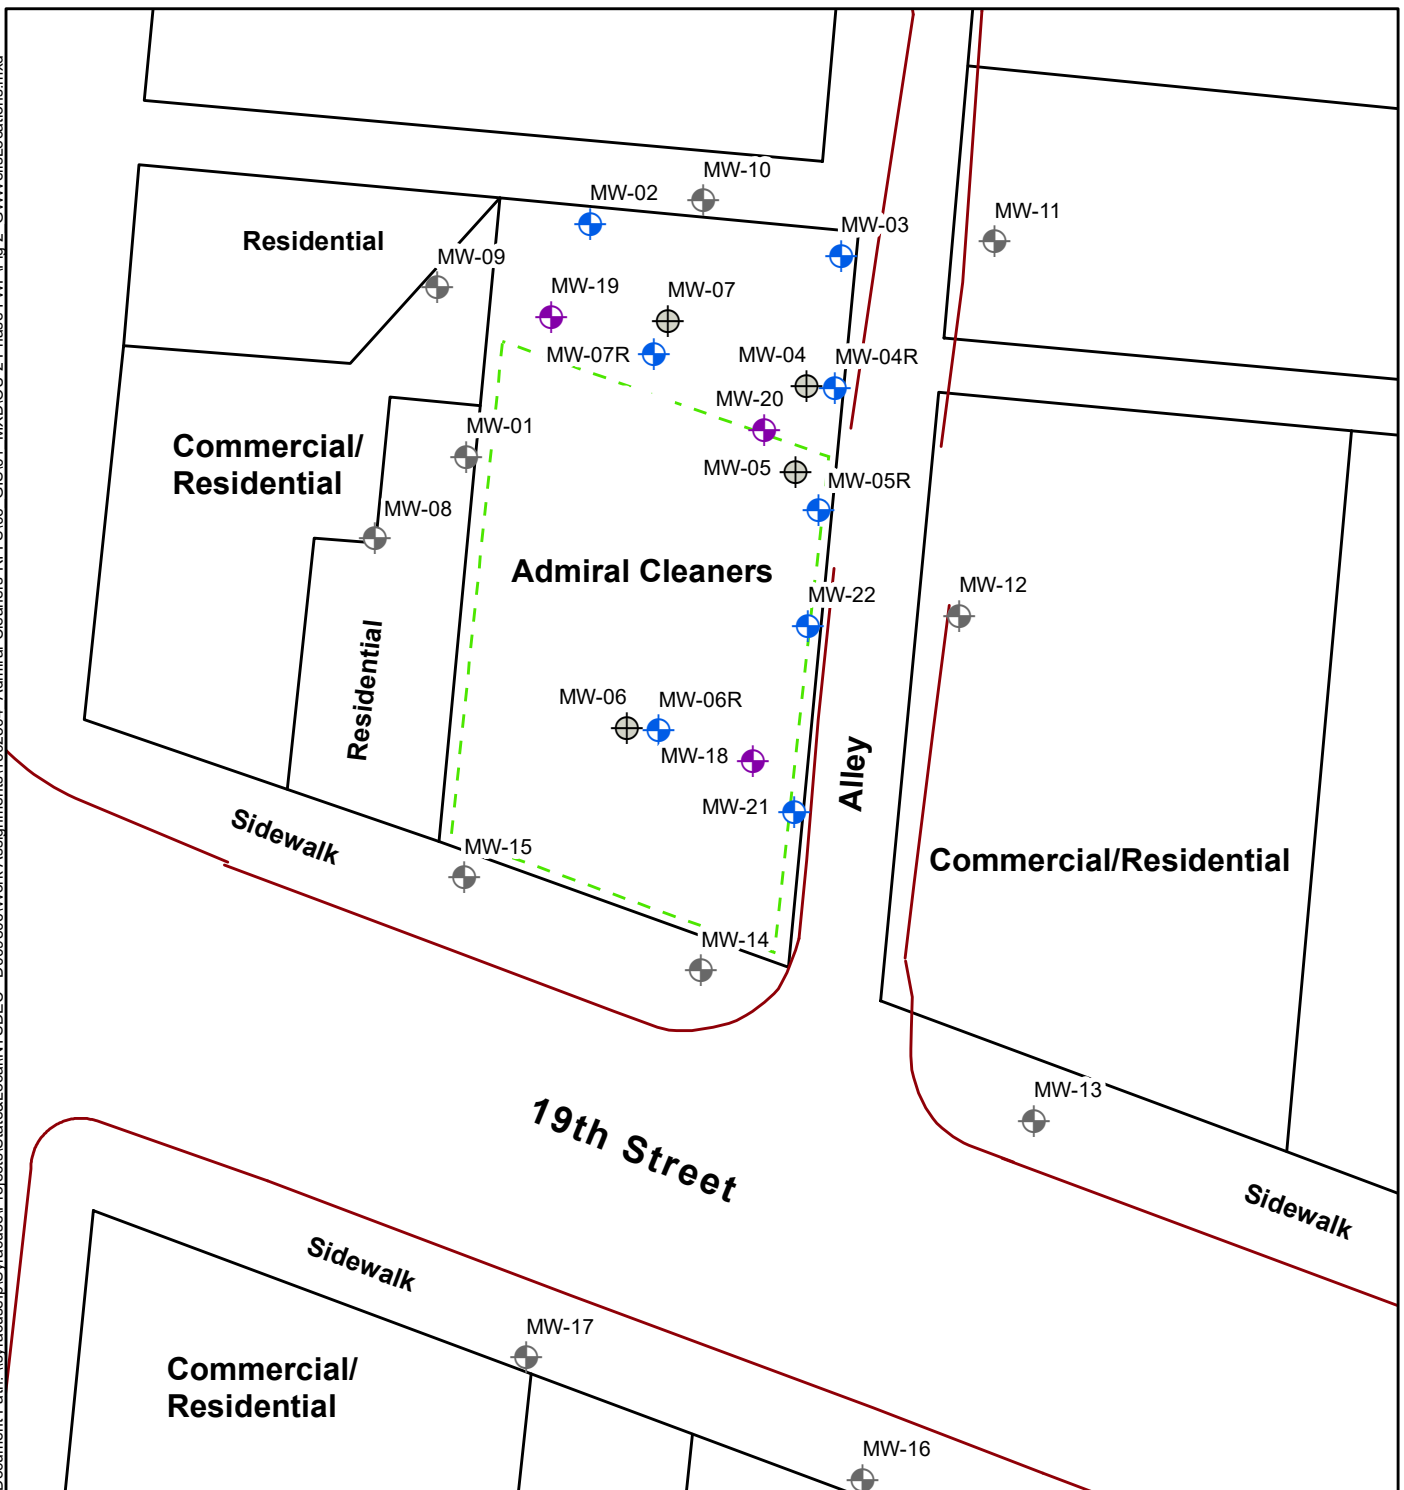 MW-10
MW-02
MW-11
MW-03
Residential
MW-09
MW-19
MW-07
MW-07R
MW-04
MW-04R
MW-20
MW-01
Commercial/
Residential
MW-05
MW-05R
MW-08
Admiral Cleaners
MW-12
MW-22
Residential
MW-06
MW-06R
MW-18
Alley
MW-21
Sidewalk
MW-15
Commercial/Residential
MW-14
MW-13
19th Street
Sidewalk
Sidewalk
MW-17
Commercial/
Residential
MW-16